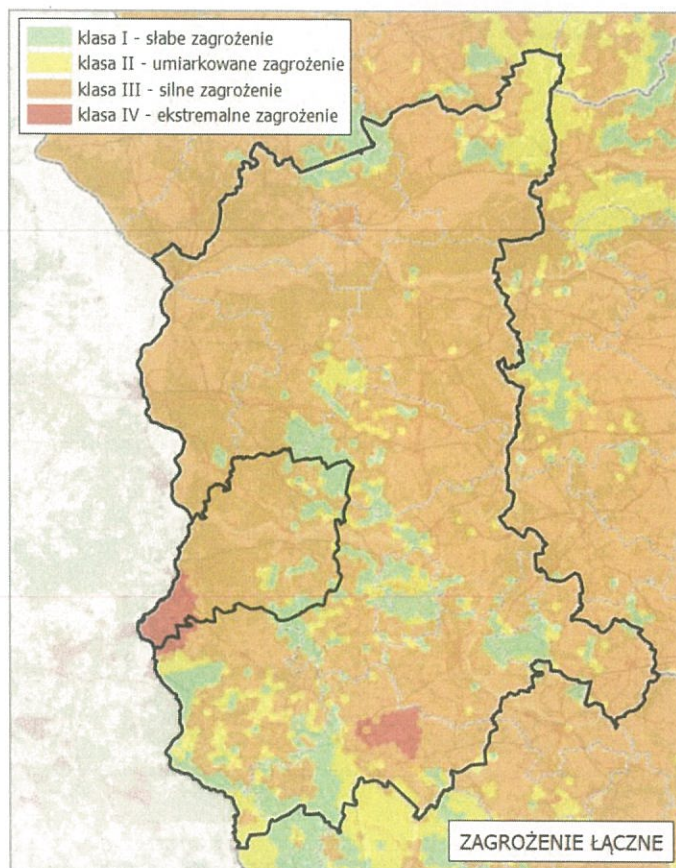 klasa I - słabe zagrożenie
klasa II - umiarkowane zagrożenie
klasa III - silne zagrożenie
klasa IV - ekstremalne zagrożenie
ZAGROŻENIE ŁĄCZNE